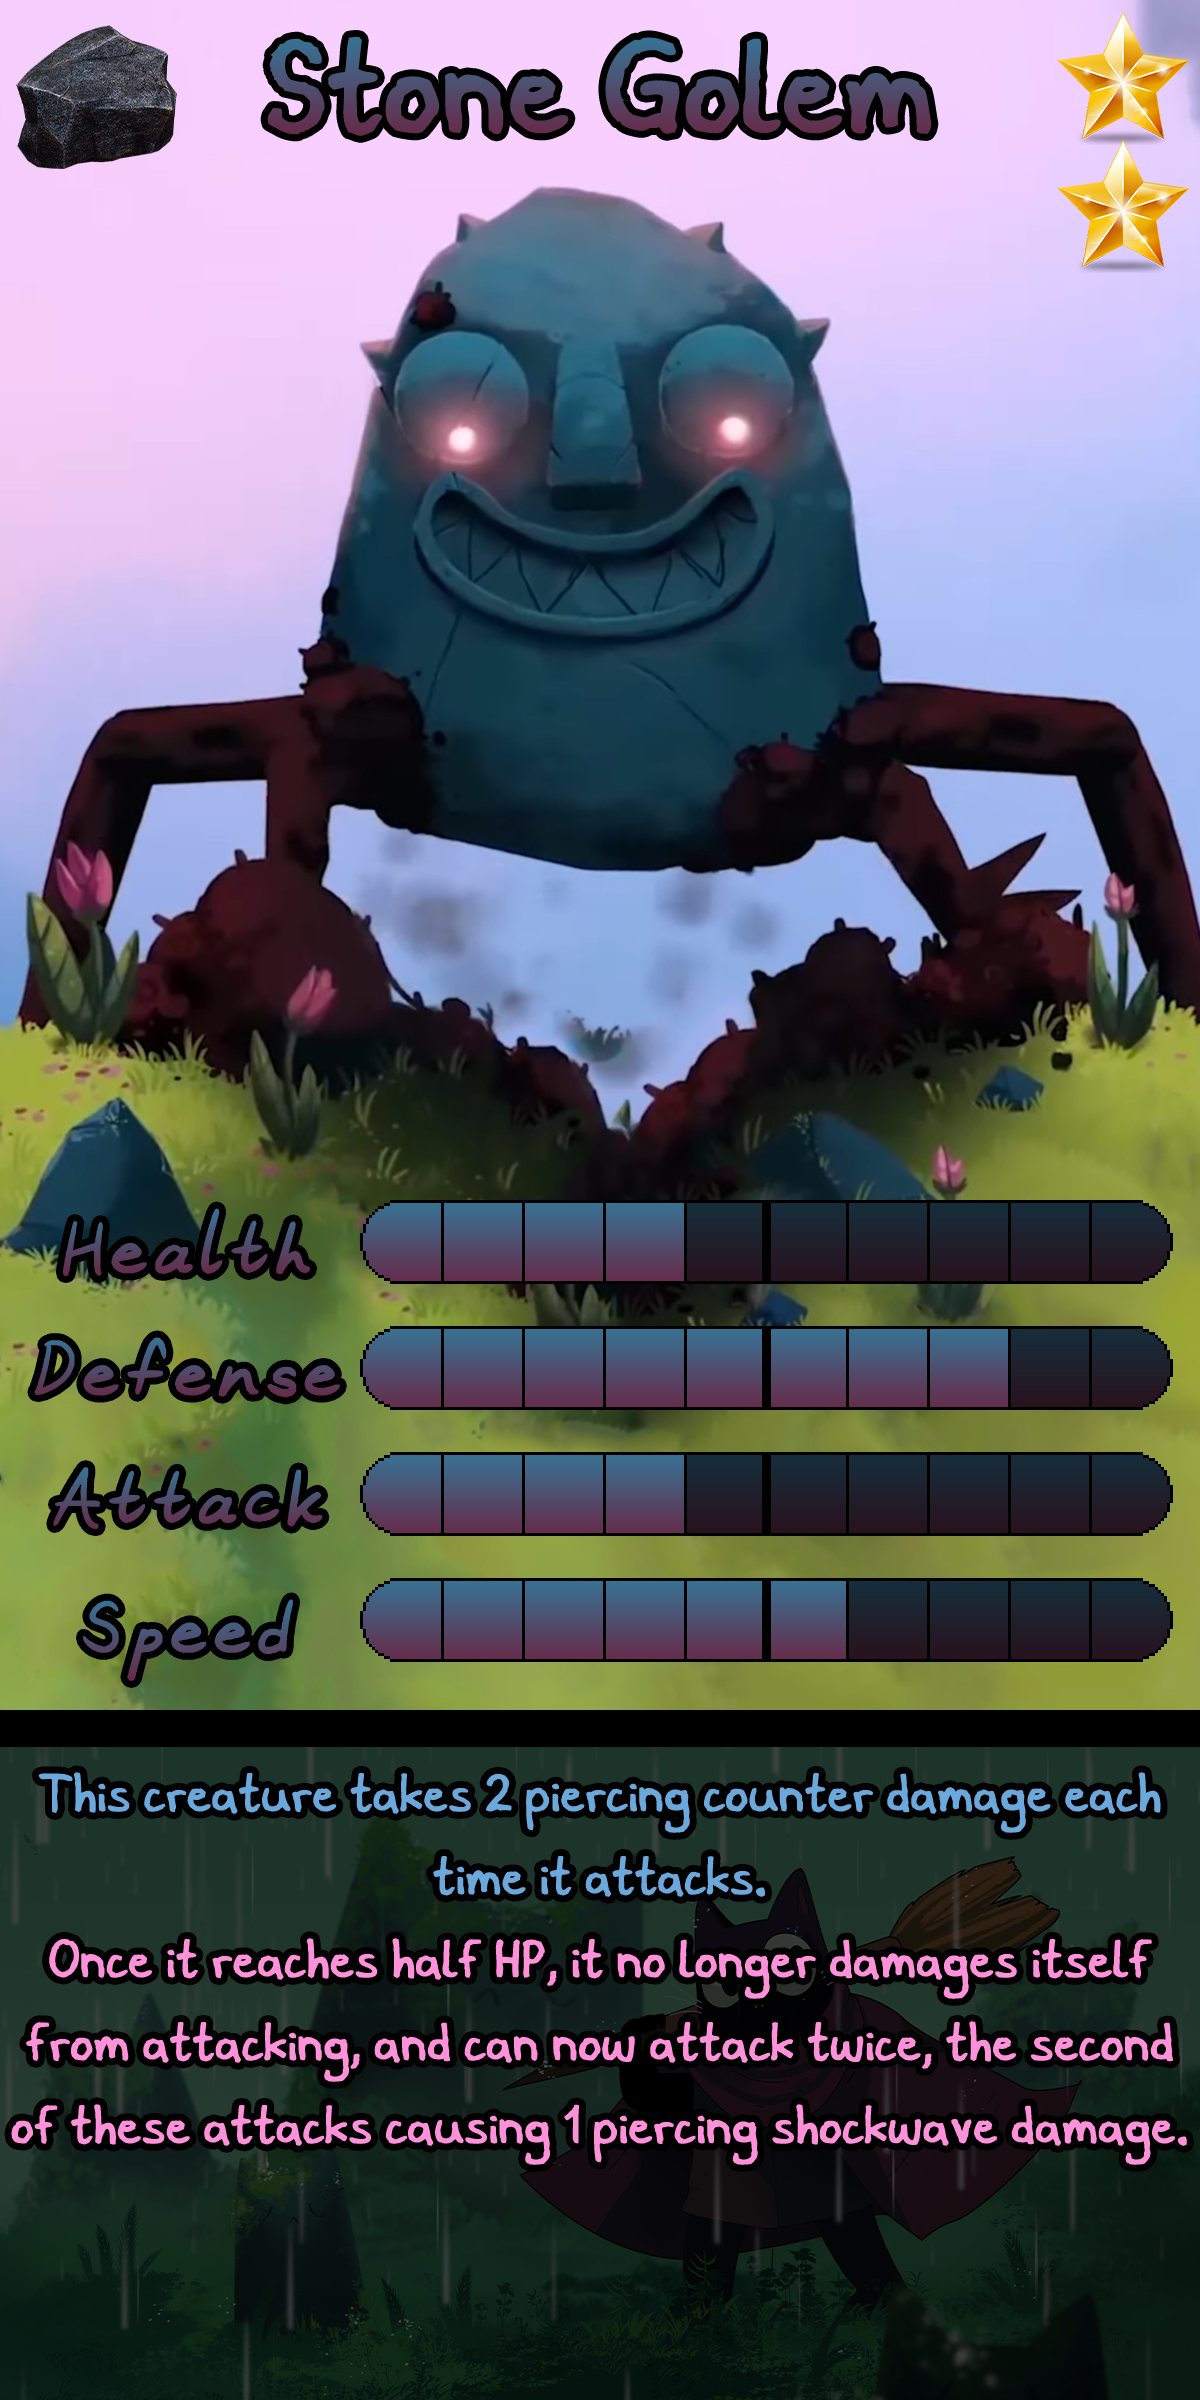 Stone Golem
Health
Defense
Attack
Speed
This creature takes 2 piercing counter damage each
time it attacks.
Once it reaches half HP, it no longer damages itself
from attacking, and can now attack twice, the second
of these attacks causing 1 piercing shockwave damage.